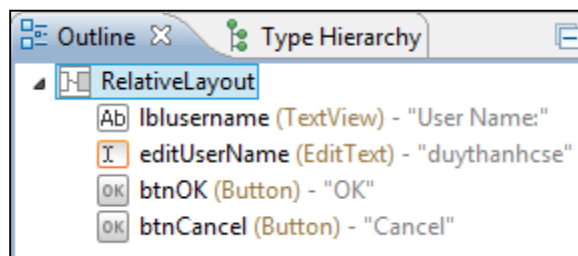 Outline Type Hierarchy
RelativeLayout
Ab lblusername (TextView) - "User Name:"
I editUserName (EditText) - "duythanhcse"
OK btnOK (Button) - "OK"
OK btnCancel (Button) - "Cancel"